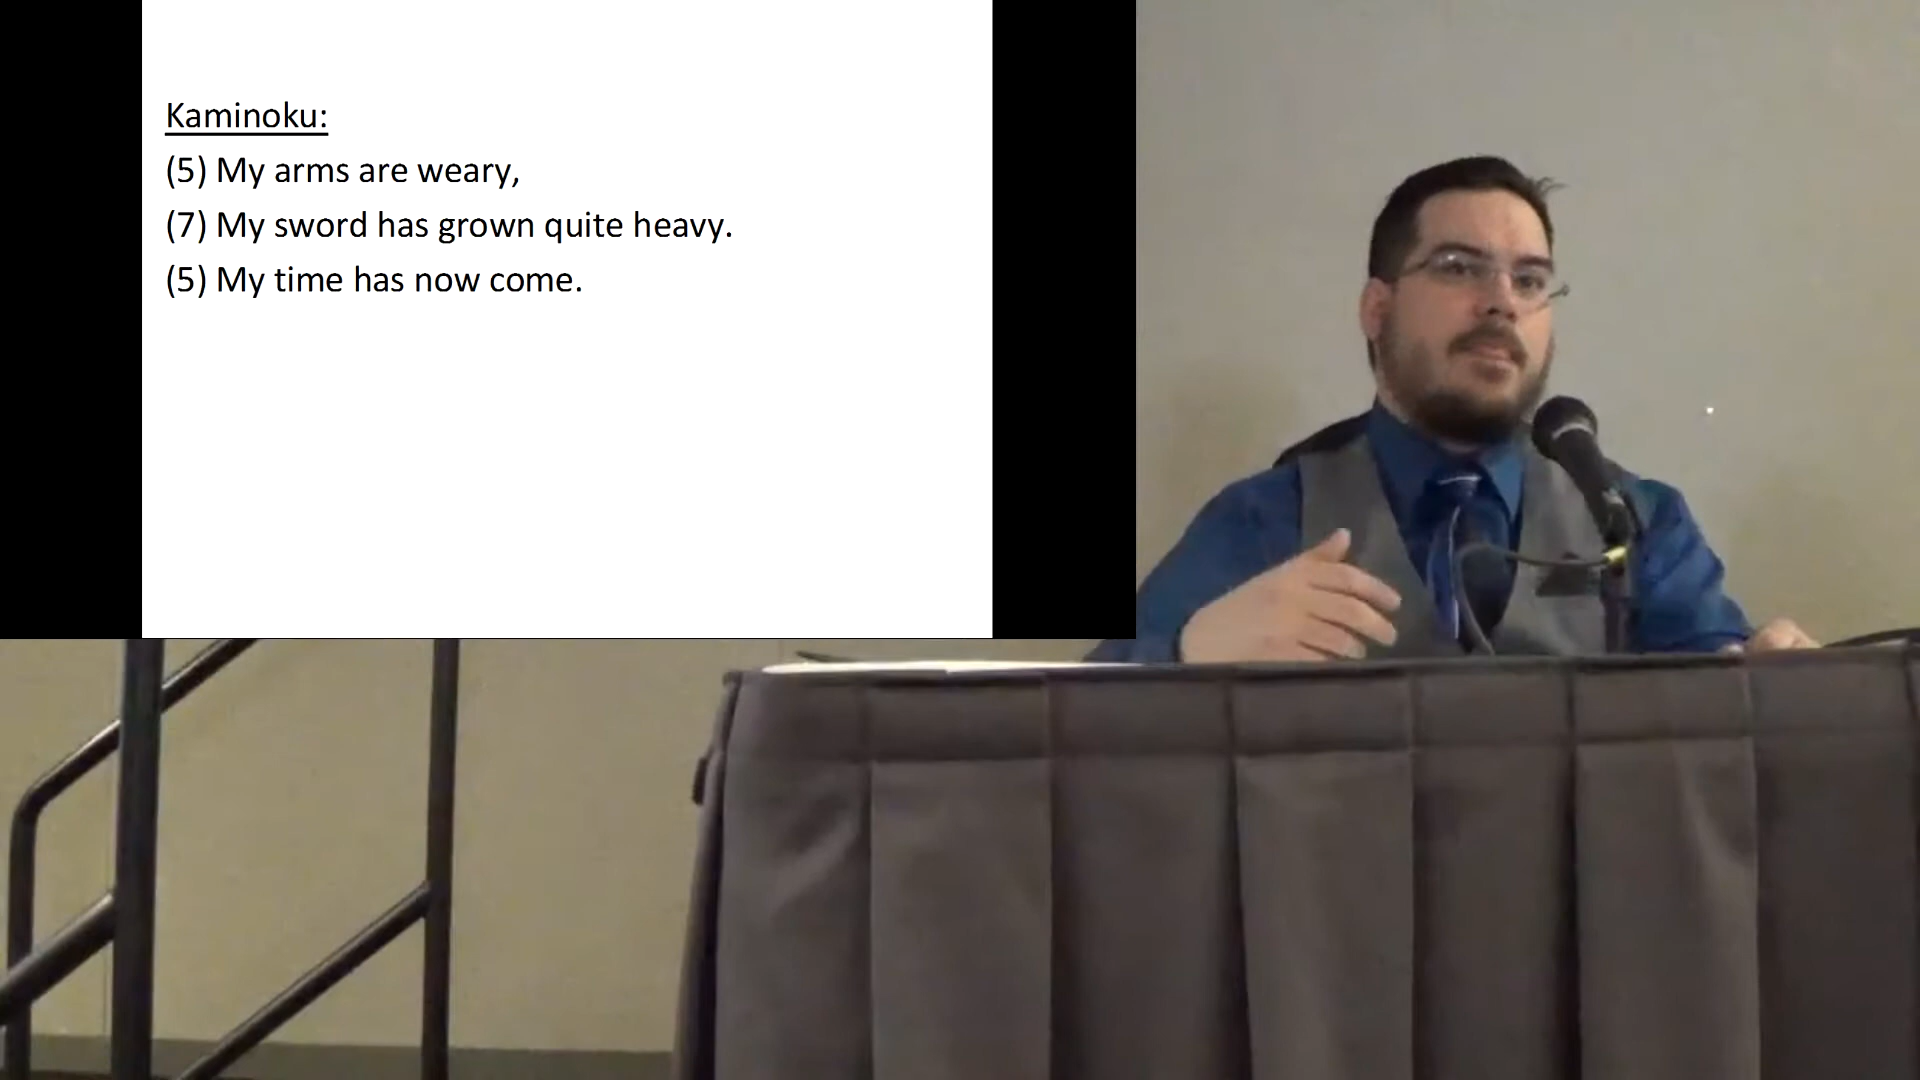 Kaminoku:
(5) My arms are weary,
(7) My sword has grown quite heavy.
(5) My time has now come.